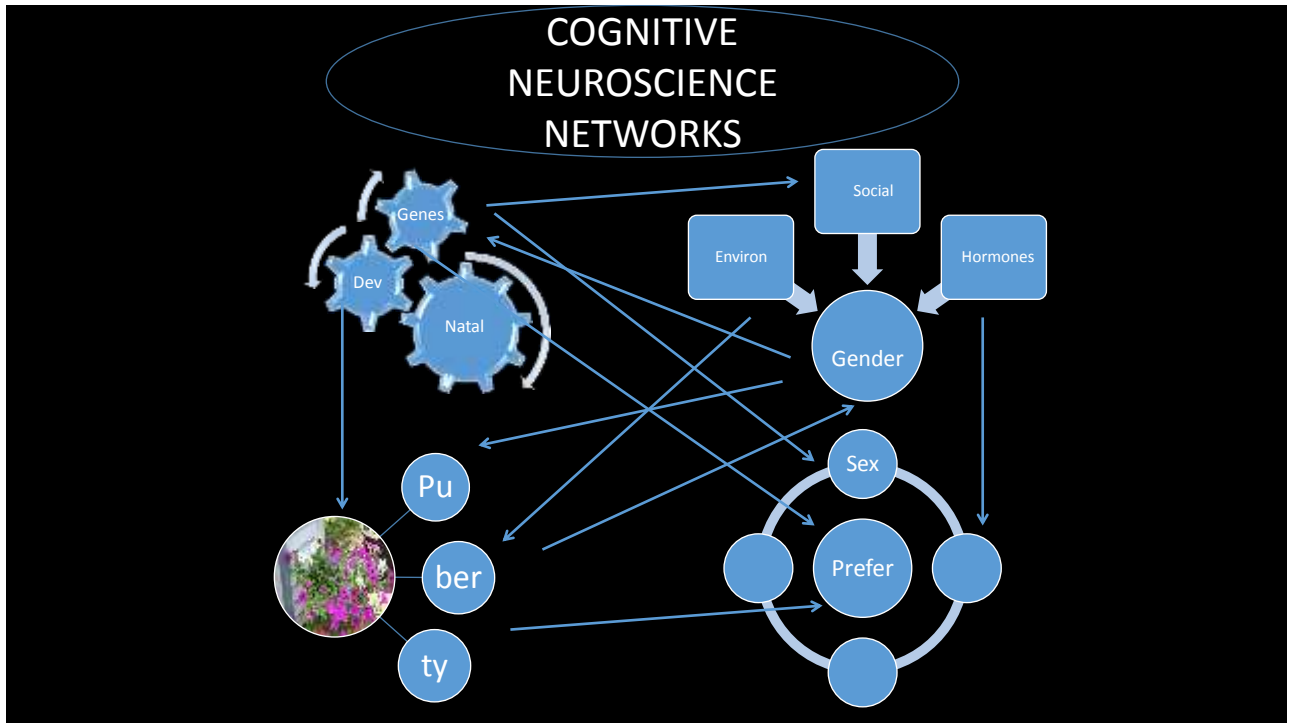 COGNITIVE
NEUROSCIENCE
NETWORKS
Genes
Dev
Natal
Social
Environ
Hormones
Gender
Pu
ber
ty
Sex
Prefer